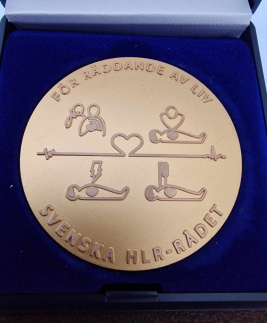 FÖR RÄDDANDE AV LIV
SVENSKA HLR-RÅDET